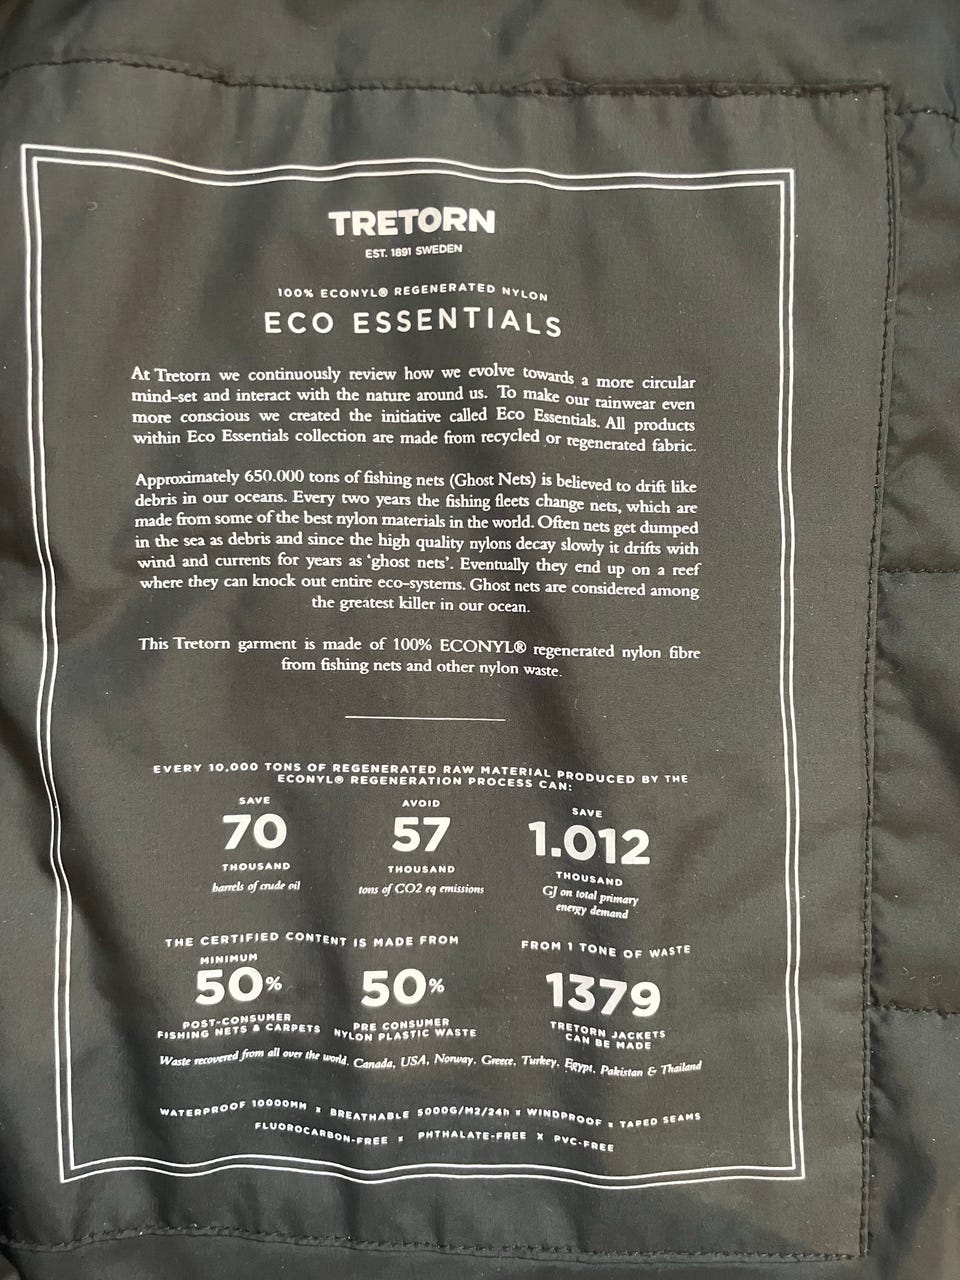 TRETORN
EST. 1891 SWEDEN
100% ECONYL® REGENERATED NYLON
ECO ESSENTIALS
At Tretorn we continuously review how we evolve towards a more circular
mind-set and interact with the nature around us. To make our rainwear even
more conscious we created the initiative called Eco Essentials. All products
within Eco Essentials collection are made from recycled or regenerated fabric.
Approximately 650.000 tons of fishing nets (Ghost Nets) is believed to drift like
debris in our oceans. Every two years the fishing fleets change nets, which are
made from some of the best nylon materials in the world. Often nets get dumped
in the sea as debris and since the high quality nylons decay slowly it drifts with
wind and currents for years as 'ghost nets'. Eventually they end up on a reef
where they can knock out entire eco-systems. Ghost nets are considered among
the greatest killer in our ocean.
This Tretorn garment is made of 100% ECONYL® regenerated nylon fibre
from fishing nets and other nylon waste.
EVERY 10,000 TONS OF REGENERATED RAW MATERIAL PRODUCED BY THE
ECONYL® REGENERATION PROCESS CAN:
SAVE
70
THOUSAND
barrels of crude oil
AVOID
57
THOUSAND
tons of CO2 eq emissions
SAVE
1.012
THOUSAND
GJ on total primary
energy demand
THE CERTIFIED CONTENT IS MADE FROM
MINIMUM
50%
POST-CONSUMER
FISHING NETS & CARPETS
50%
PRE CONSUMER
NYLON PLASTIC WASTE
FROM 1 TONE OF WASTE
1379
TRETORN JACKETS
CAN BE MADE
Waste recovered from all over the world. Canada, USA, Norway, Greece, Turkey, Egypt, Pakistan & Thailand
WATERPROOF 10000MM x BREATHABLE 5000G/M2/24h x WINDPROOF x TAPED SEAMS
FLUOROCARBON-FREE x PHTHALATE-FREE X PVC-FREE